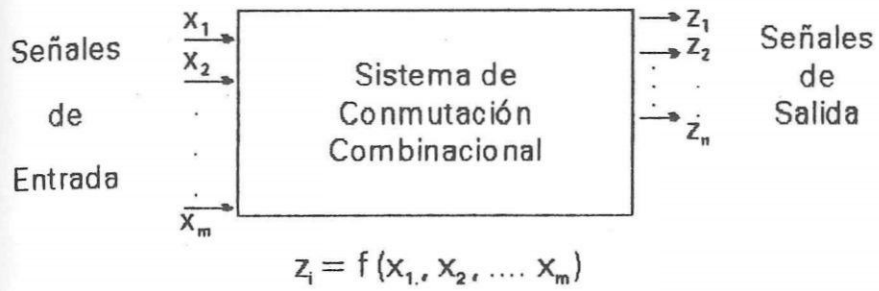 Señales
de
Entrada
X₁
X₂
Xₘ
Sistema de
Conmutación
Combinacional
Z₁
Z₂
Zₙ
Señales
de
Salida
Zᵢ = f (X₁., X₂, .... Xₘ)